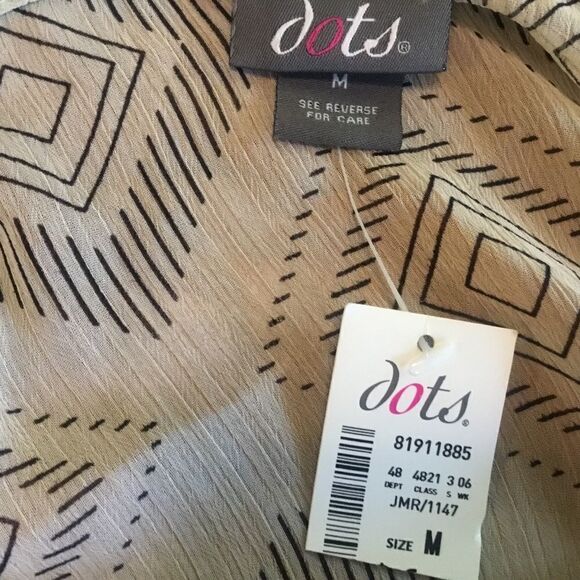 dots®
M
SEE REVERSE
FOR CARE
dots®
81911885
48 4821 3 06
DEPT CLASS S WK
JMR/1147
SIZE M